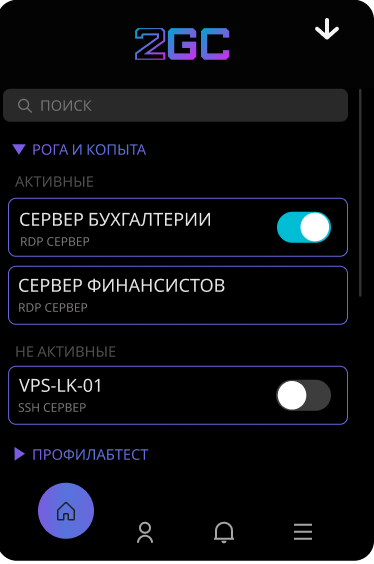 2GC
ПОИСК
РОГА И КОПЫТА
АКТИВНЫЕ
СЕРВЕР БУХГАЛТЕРИИ
RDP СЕРВЕР
СЕРВЕР ФИНАНСИСТОВ
RDP СЕРВЕР
НЕ АКТИВНЫЕ
VPS-LK-01
SSH СЕРВЕР
ПРОФИЛАБТЕСТ